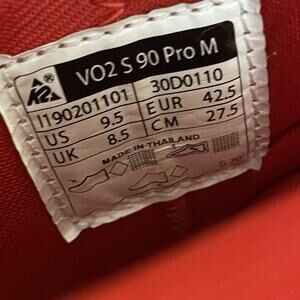 K2 VO2 S 90 Pro M
I190201101 30D0110
US 9.5 EUR 42.5
UK 8.5 CM 27.5
MADE IN THAILAND
S 20